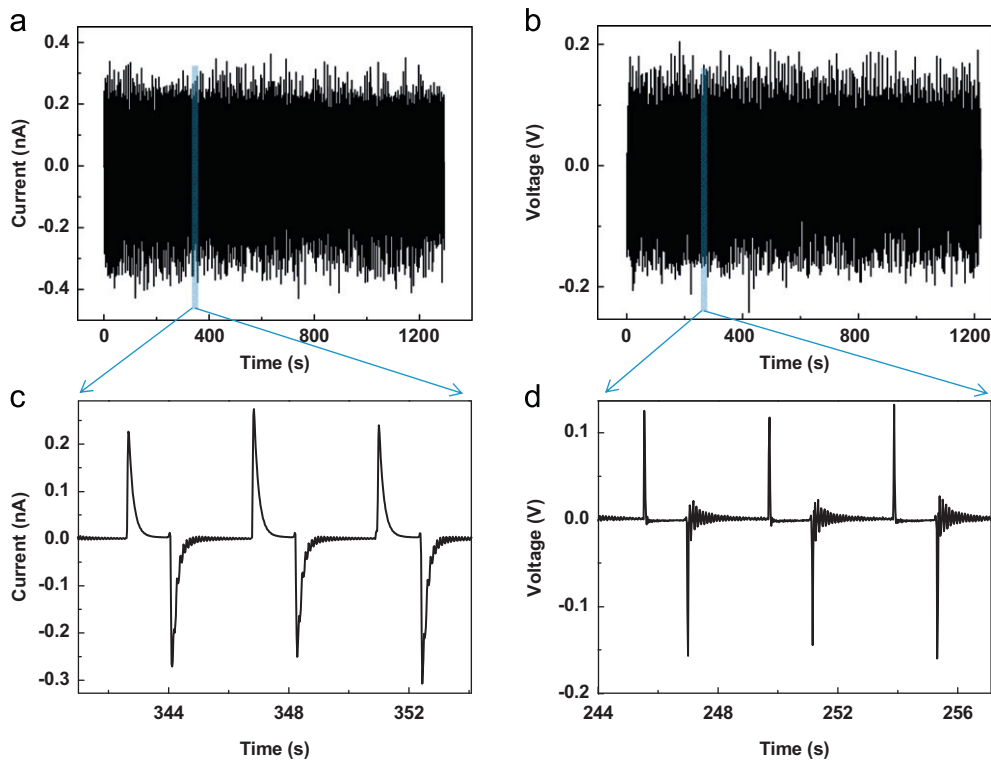 a
Current (nA)
0.4
0.2
0.0
-0.2
-0.4
0
400
800
1200
Time (s)
b
Voltage (V)
0.2
0.0
-0.2
0
400
800
1200
Time (s)
c
Current (nA)
0.2
0.1
0.0
-0.1
-0.2
-0.3
344
348
352
Time (s)
d
Voltage (V)
0.1
0.0
-0.1
-0.2
244
248
252
256
Time (s)